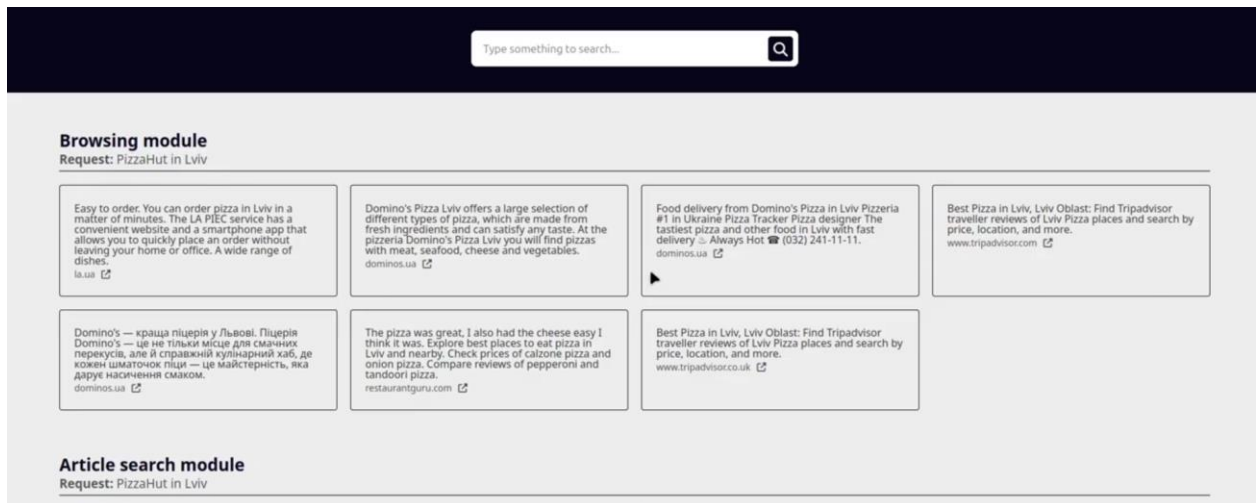 Type something to search...
Browsing module
Request: PizzaHut in Lviv
Easy to order. You can order pizza in Lviv in a
matter of minutes. The LA PIEC service has a
convenient website and a smartphone app that
allows you to quickly place an order without
leaving your home or office. A wide range of
dishes.
la.ua
Domino's Pizza Lviv offers a large selection of
different types of pizza, which are made from
fresh ingredients and can satisfy any taste. At the
pizzeria Domino's Pizza Lviv you will find pizzas
with meat, seafood, cheese and vegetables.
dominos.ua
Food delivery from Domino's Pizza in Lviv Pizzeria
#1 in Ukraine Pizza Tracker Pizza designer The
tastiest pizza and other food in Lviv with fast
delivery ♨ Always Hot ☎ (032) 241-11-11.
dominos.ua
Best Pizza in Lviv, Lviv Oblast: Find Tripadvisor
traveller reviews of Lviv Pizza places and search by
price, location, and more.
www.tripadvisor.com
Domino's — краща піцерія у Львові. Піцерія
Domino's — це не тільки місце для смачних
перекусів, але й справжній кулінарний хаб, де
кожен шматочок піци — це майстерність, яка
дарує насичення смаком.
dominos.ua
The pizza was great, I also had the cheese easy I
think it was. Explore best places to eat pizza in
Lviv and nearby. Check prices of calzone pizza and
onion pizza. Compare reviews of pepperoni and
tandoori pizza.
restaurantguru.com
Best Pizza in Lviv, Lviv Oblast: Find Tripadvisor
traveller reviews of Lviv Pizza places and search by
price, location, and more.
www.tripadvisor.co.uk
Article search module
Request: PizzaHut in Lviv